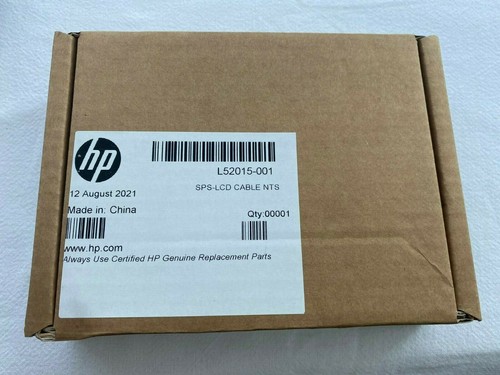 hp
L52015-001
SPS-LCD CABLE NTS
12 August 2021
Made in: China
Qty:00001
www.hp.com
Always Use Certified HP Genuine Replacement Parts